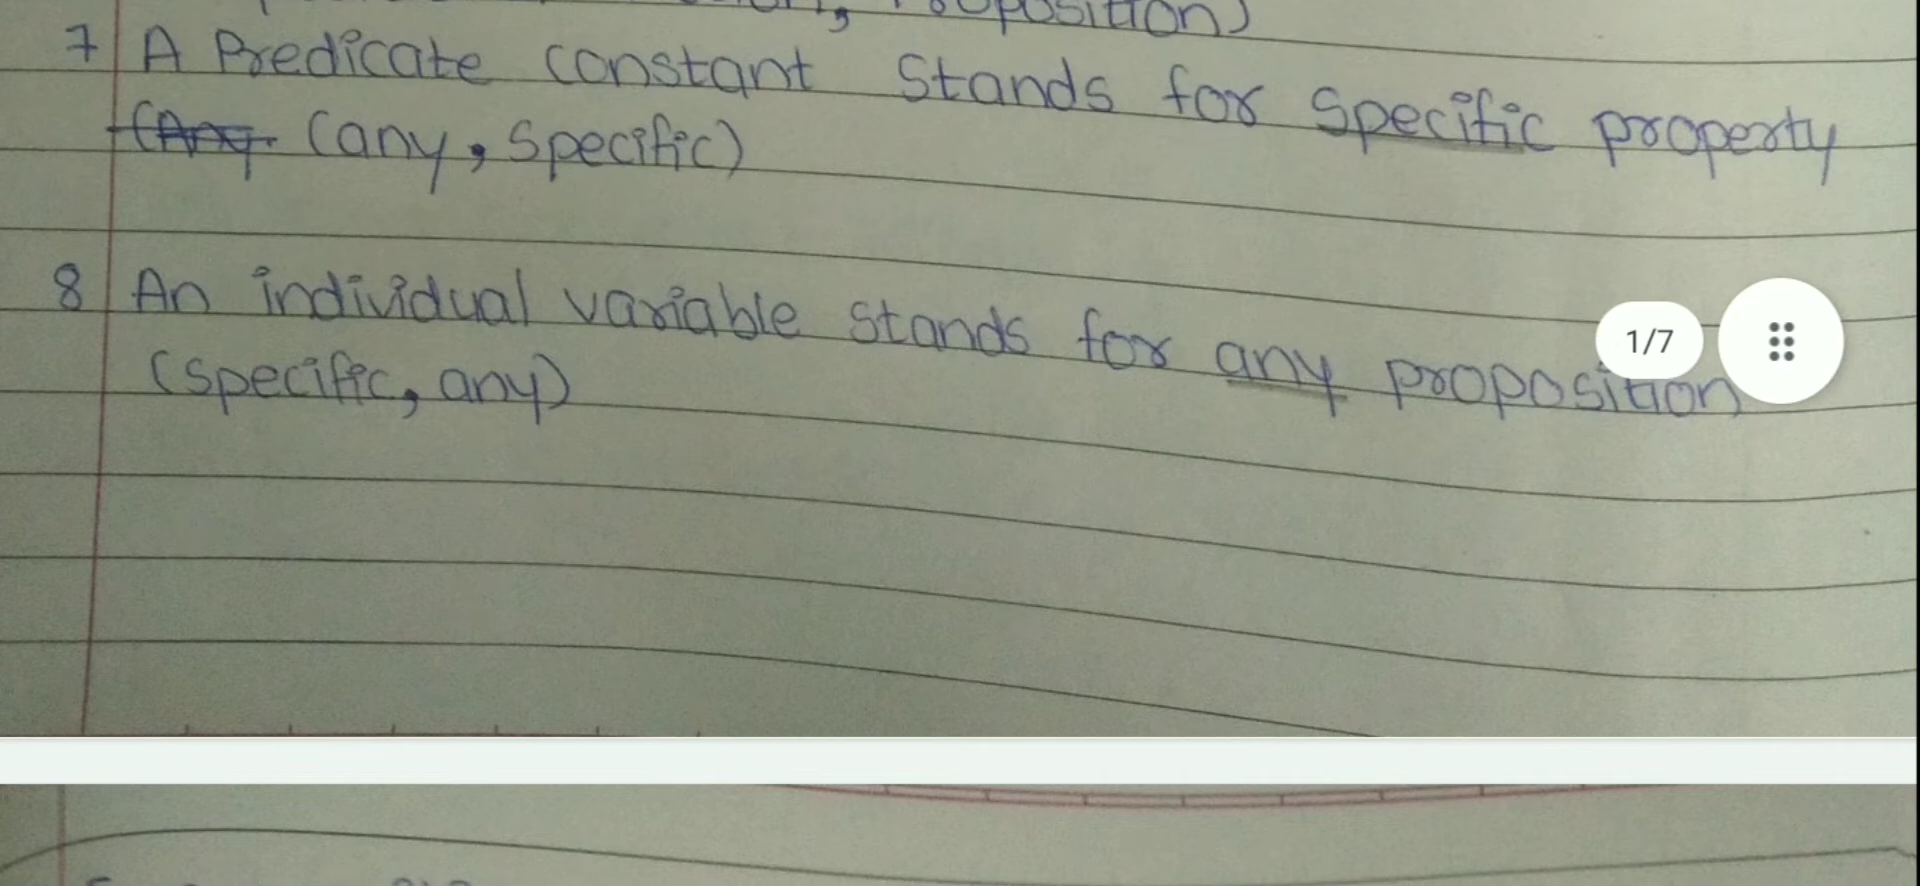 proposition)
7 A Predicate constant stands for specific property
(any, specific)
8 An individual variable stands for any proposition
(specific, any)
1/7